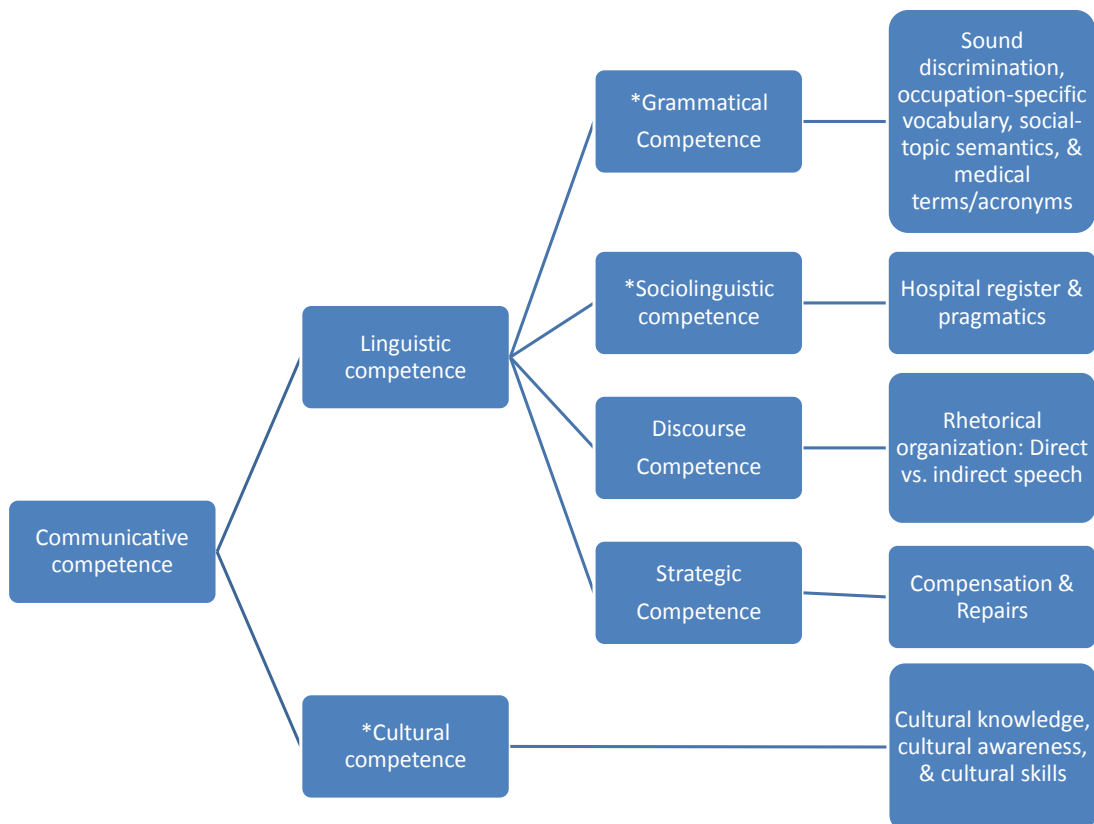 Sound
discrimination,
occupation-specific
vocabulary, social-
topic semantics, &
medical
terms/acronyms
*Grammatical
Competence
*Sociolinguistic
competence
Hospital register &
pragmatics
Linguistic
competence
Discourse
Competence
Rhetorical
organization: Direct
vs. indirect speech
Communicative
competence
Strategic
Competence
Compensation &
Repairs
*Cultural
competence
Cultural knowledge,
cultural awareness,
& cultural skills